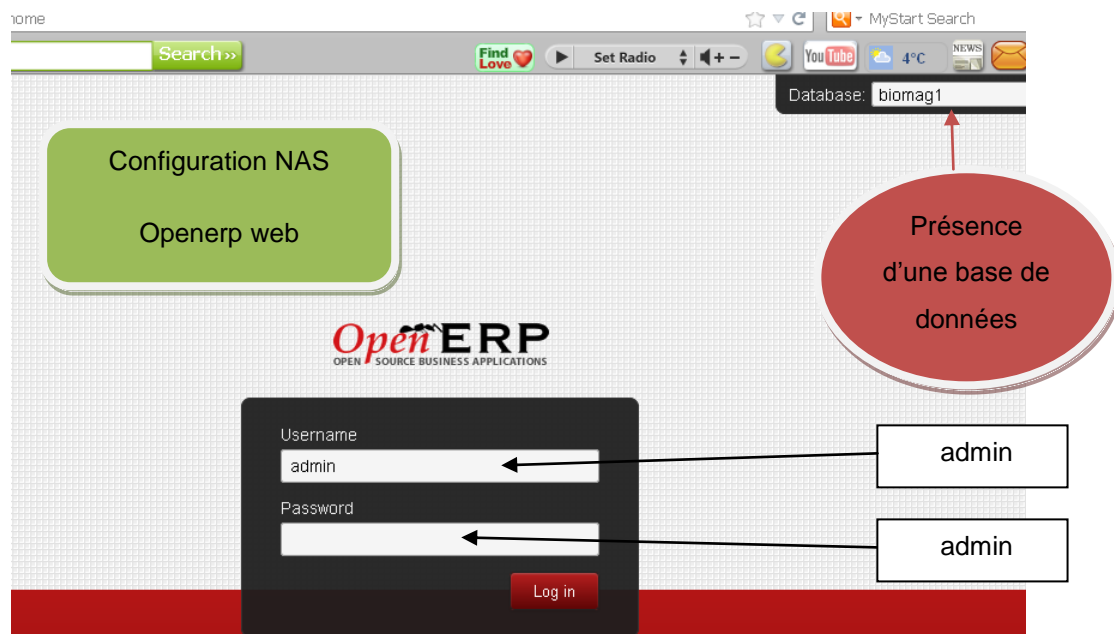 home
MyStart Search
Search »
Find Love
Set Radio
YouTube
4°C
NEWS
Database: biomag1
Configuration NAS
Openerp web
Présence
d'une base de
données
OpenERP
OPEN SOURCE BUSINESS APPLICATIONS
Username
admin
admin
Password
admin
Log in